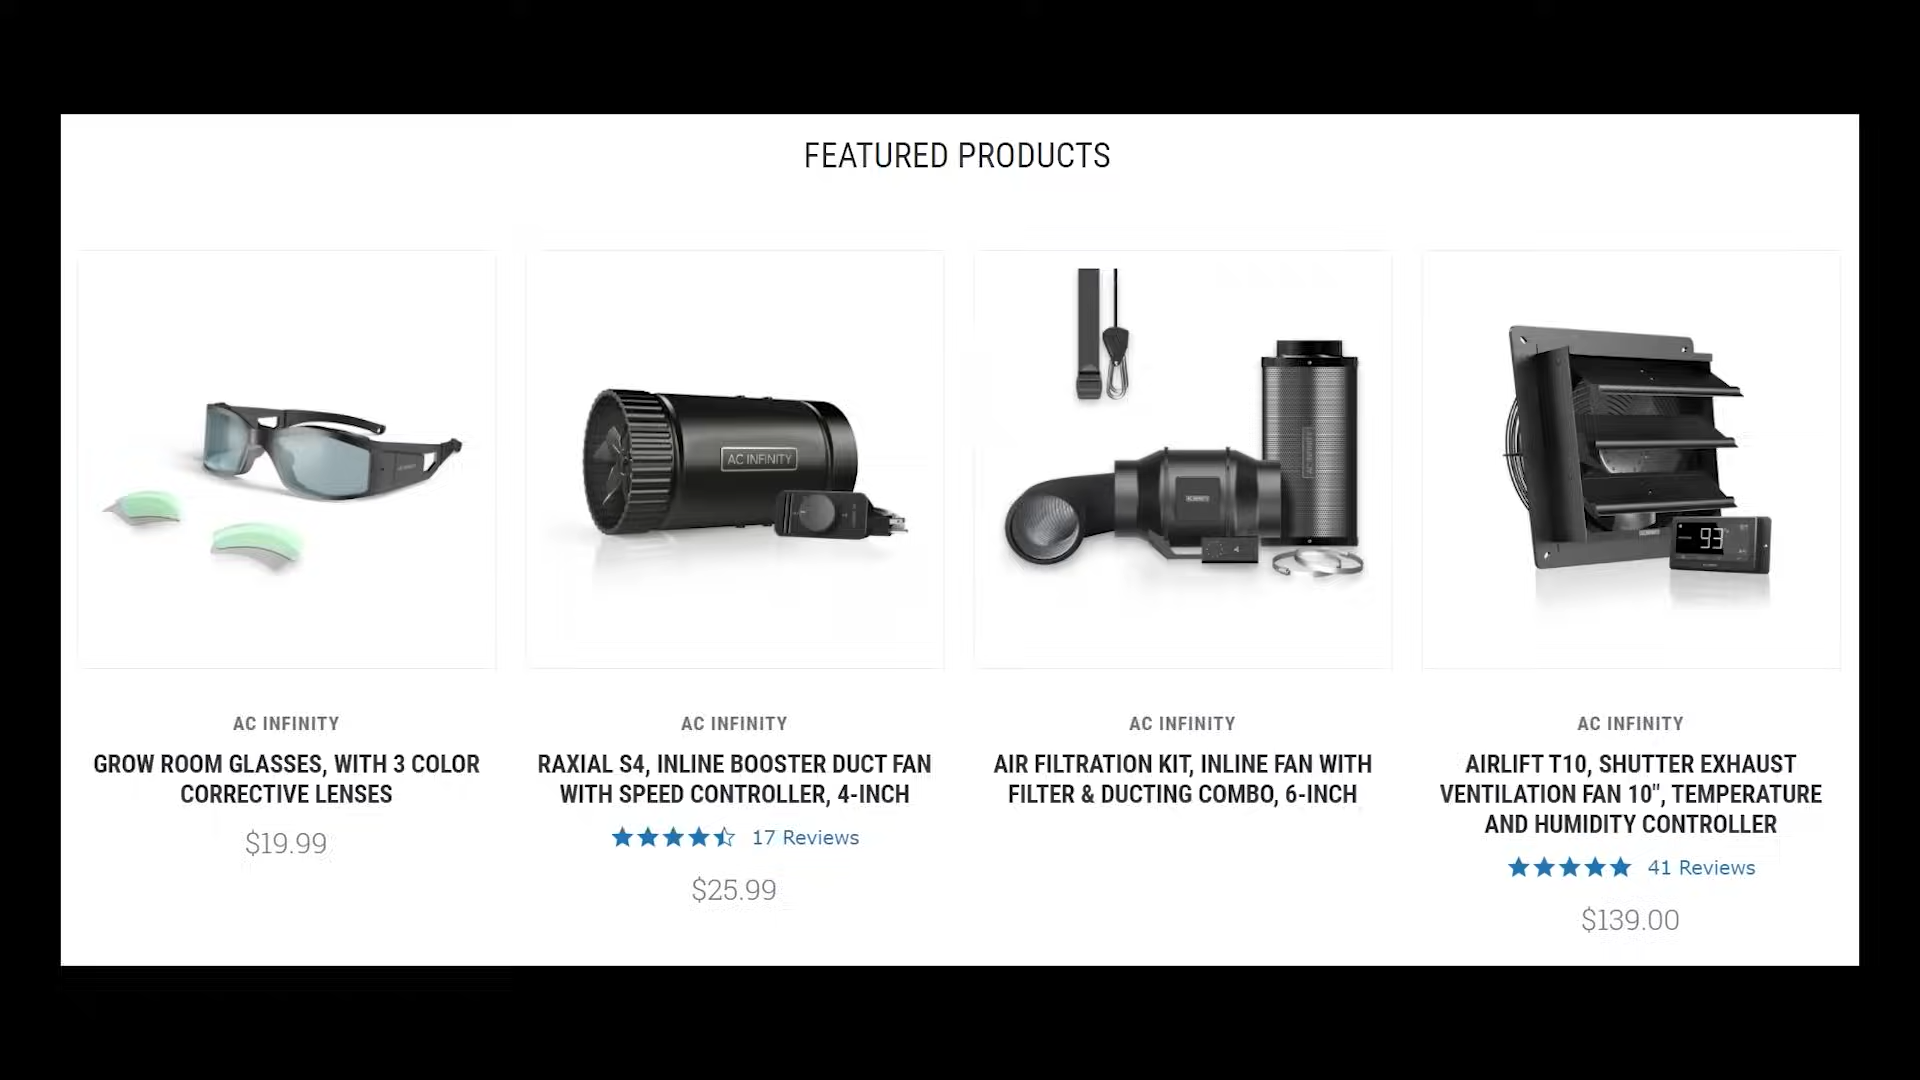 FEATURED PRODUCTS
AC INFINITY
93
AC INFINITY
GROW ROOM GLASSES, WITH 3 COLOR
CORRECTIVE LENSES
$19.99
AC INFINITY
RAXIAL S4, INLINE BOOSTER DUCT FAN
WITH SPEED CONTROLLER, 4-INCH
17 Reviews
$25.99
AC INFINITY
AIR FILTRATION KIT, INLINE FAN WITH
FILTER & DUCTING COMBO, 6-INCH
AC INFINITY
AIRLIFT T10, SHUTTER EXHAUST
VENTILATION FAN 10", TEMPERATURE
AND HUMIDITY CONTROLLER
41 Reviews
$139.00